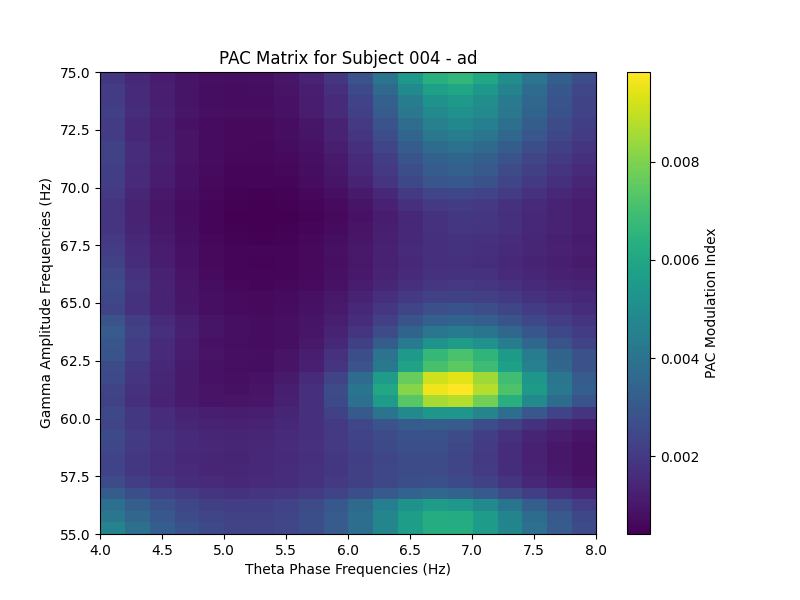 PAC Matrix for Subject 004 - ad
75.0
72.5
70.0
67.5
65.0
62.5
60.0
57.5
55.0
Gamma Amplitude Frequencies (Hz)
4.0 4.5 5.0 5.5 6.0 6.5 7.0 7.5 8.0
Theta Phase Frequencies (Hz)
0.008
0.006
0.004
0.002
PAC Modulation Index